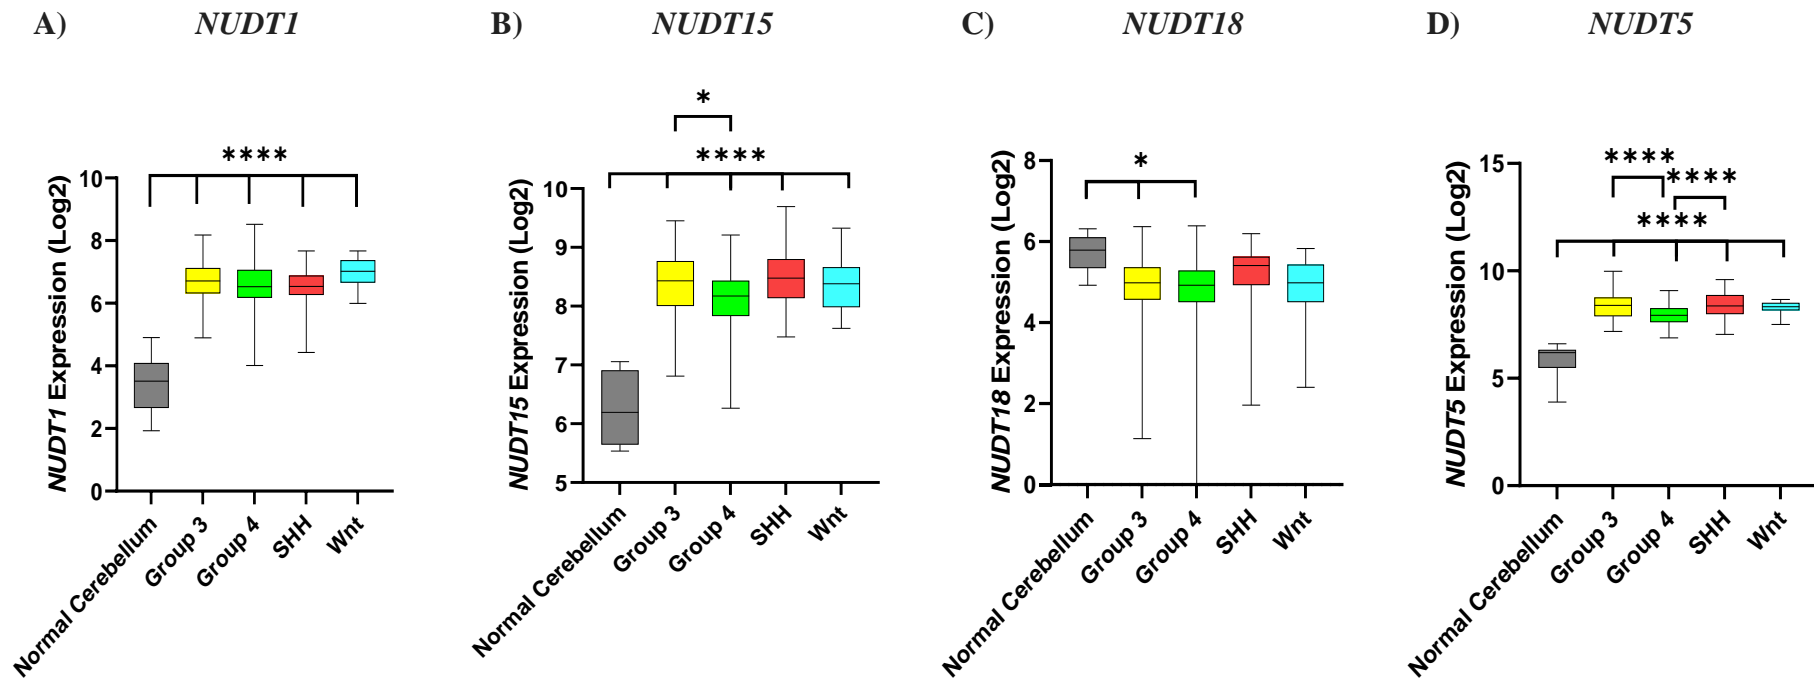 A) NUDT1
****
NUDT1 Expression (Log2)
10
8
6
4
2
0
Normal Cerebellum
Group 3
Group 4
SHH
Wnt
B) NUDT15
*
****
NUDT15 Expression (Log2)
10
9
8
7
6
5
Normal Cerebellum
Group 3
Group 4
SHH
Wnt
C) NUDT18
*
NUDT18 Expression (Log2)
8
6
4
2
0
Normal Cerebellum
Group 3
Group 4
SHH
Wnt
D) NUDT5
****
****
****
NUDT5 Expression (Log2)
15
10
5
0
Normal Cerebellum
Group 3
Group 4
SHH
Wnt